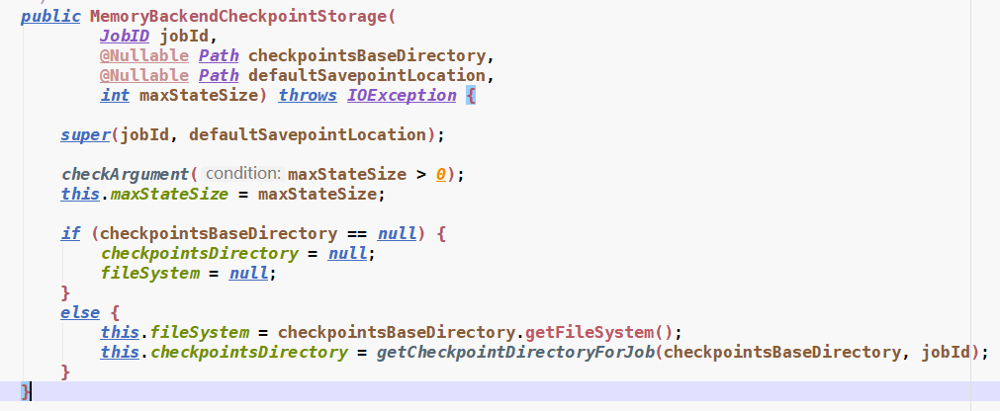 public MemoryBackendCheckpointStorage(
JobID jobId,
@Nullable Path checkpointsBaseDirectory,
@Nullable Path defaultSavepointLocation,
int maxStateSize) throws IOException {
super(jobId, defaultSavepointLocation);
checkArgument( condition: maxStateSize > 0);
this.maxStateSize = maxStateSize;
if (checkpointsBaseDirectory == null) {
checkpointsDirectory = null;
fileSystem = null;
}
else {
this.fileSystem = checkpointsBaseDirectory.getFileSystem();
this.checkpointsDirectory = getCheckpointDirectoryForJob(checkpointsBaseDirectory, jobId);
}
}